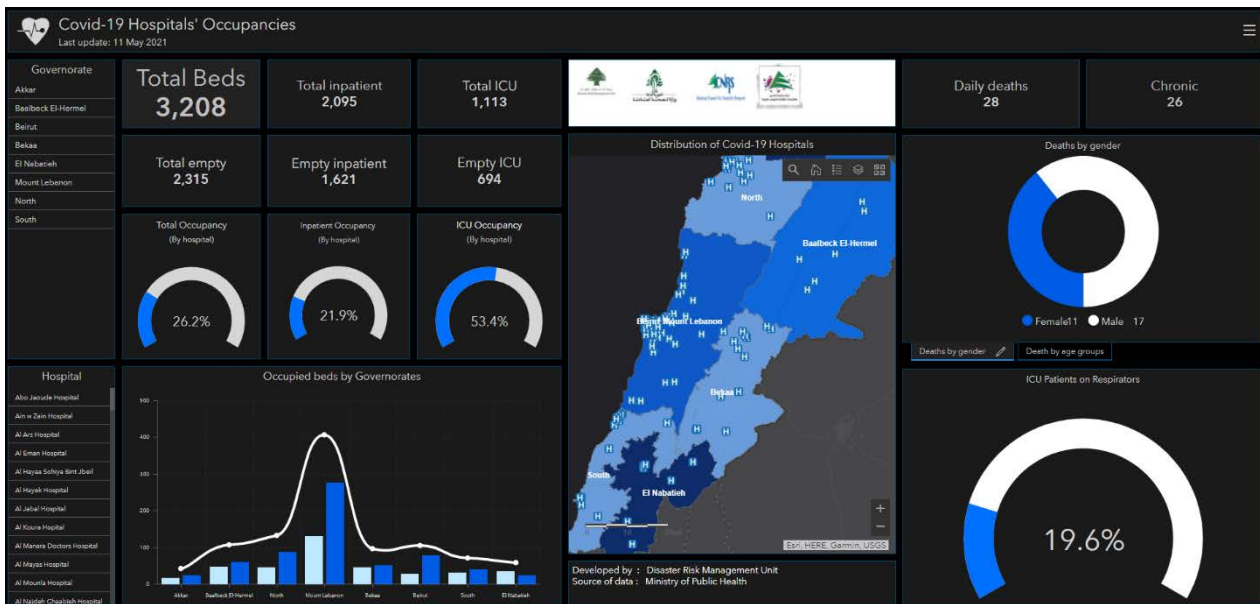 Covid-19 Hospitals' Occupancies
Last update: 11 May 2021
Governorate
Akkar
Baalbeck El-Hermel
Beirut
Bekaa
El Nabatieh
Mount Lebenon
North
South
Total Beds
3,208
Total inpatient
2,095
Total ICU
1,113
Total empty
2,315
Empty inpatient
1,621
Empty ICU
694
Total Occupancy
(By hospital)
26.2%
Inpatient Occupancy
(By hospital)
21.9%
ICU Occupancy
(By hospital)
53.4%
Hospital
Abo Jaoude Hospital
Ain w Zain Hospital
Al Arz Hospital
Al Eman Hospital
Al Hayaa Sohiya Bint Jbeil
Al Hayek Hospital
Al Jabal Hospital
Al Koura Hopital
Al Manara Doctors Hospital
Al Mayas Hospital
Al Mounla Hospital
Al Najdeh Chaabieh Hospital
Occupied beds by Governorates
500
400
300
200
100
0
Akkar
Baalbeck El-Hermel
North
Mount Lebanon
Bekaa
Beirut
South
El Nabatieh
CNRS
Distribution of Covid-19 Hospitals
North
Baalbeck El-Hermel
Beirut Mount Lebanon
Bekaa
South
El Nabatieh
Esri, HERE, Garmin, USGS
Developed by : Disaster Risk Management Unit
Source of data : Ministry of Public Health
Daily deaths
28
Chronic
26
Deaths by gender
Female11 Male 17
Deaths by gender
Death by age groups
ICU Patients on Respirators
19.6%